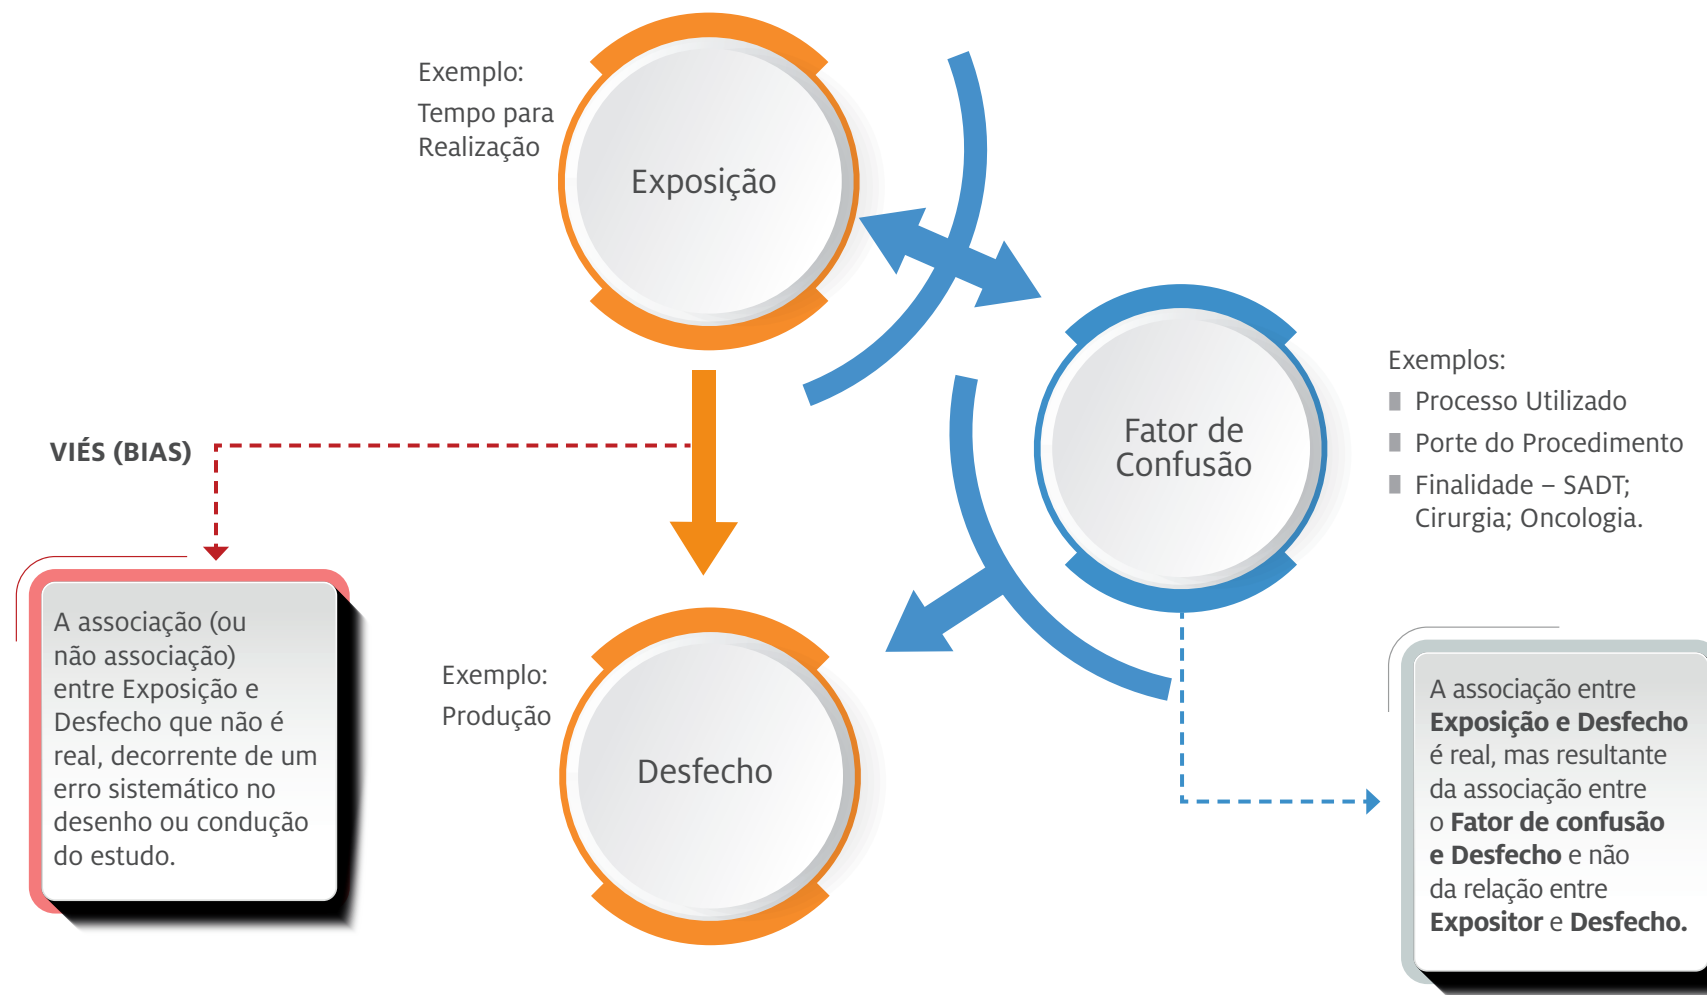 Exemplo:
Tempo para
Realização
Exposição
VIÉS (BIAS)
A associação (ou
não associação)
entre Exposição e
Desfecho que não é
real, decorrente de um
erro sistemático no
desenho ou condução
do estudo.
Exemplo:
Produção
Desfecho
Fator de
Confusão
Exemplos:
Processo Utilizado
Porte do Procedimento
Finalidade – SADT;
Cirurgia; Oncologia.
A associação entre
Exposição e Desfecho
é real, mas resultante
da associação entre
o Fator de confusão
e Desfecho e não
da relação entre
Expositor e Desfecho.